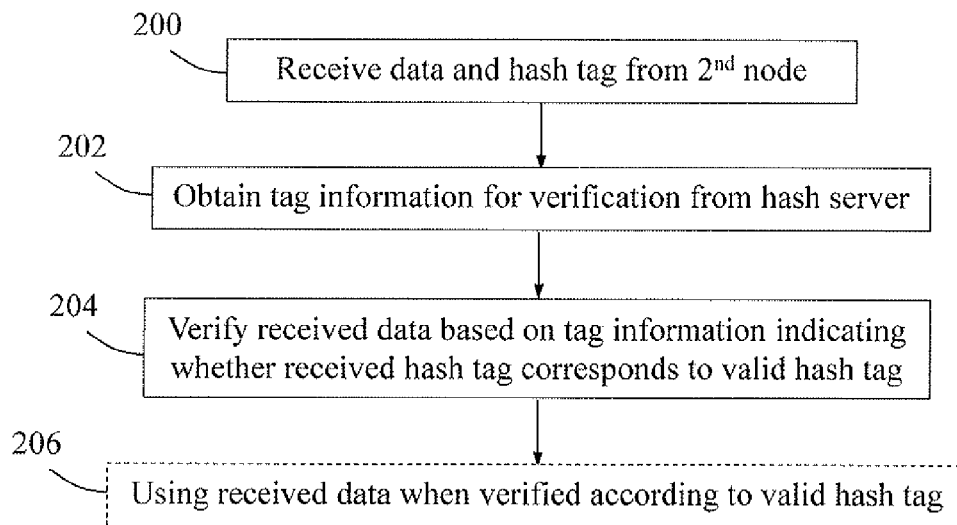 200
Receive data and hash tag from 2nd node
202
Obtain tag information for verification from hash server
204
Verify received data based on tag information indicating
whether received hash tag corresponds to valid hash tag
206
Using received data when verified according to valid hash tag